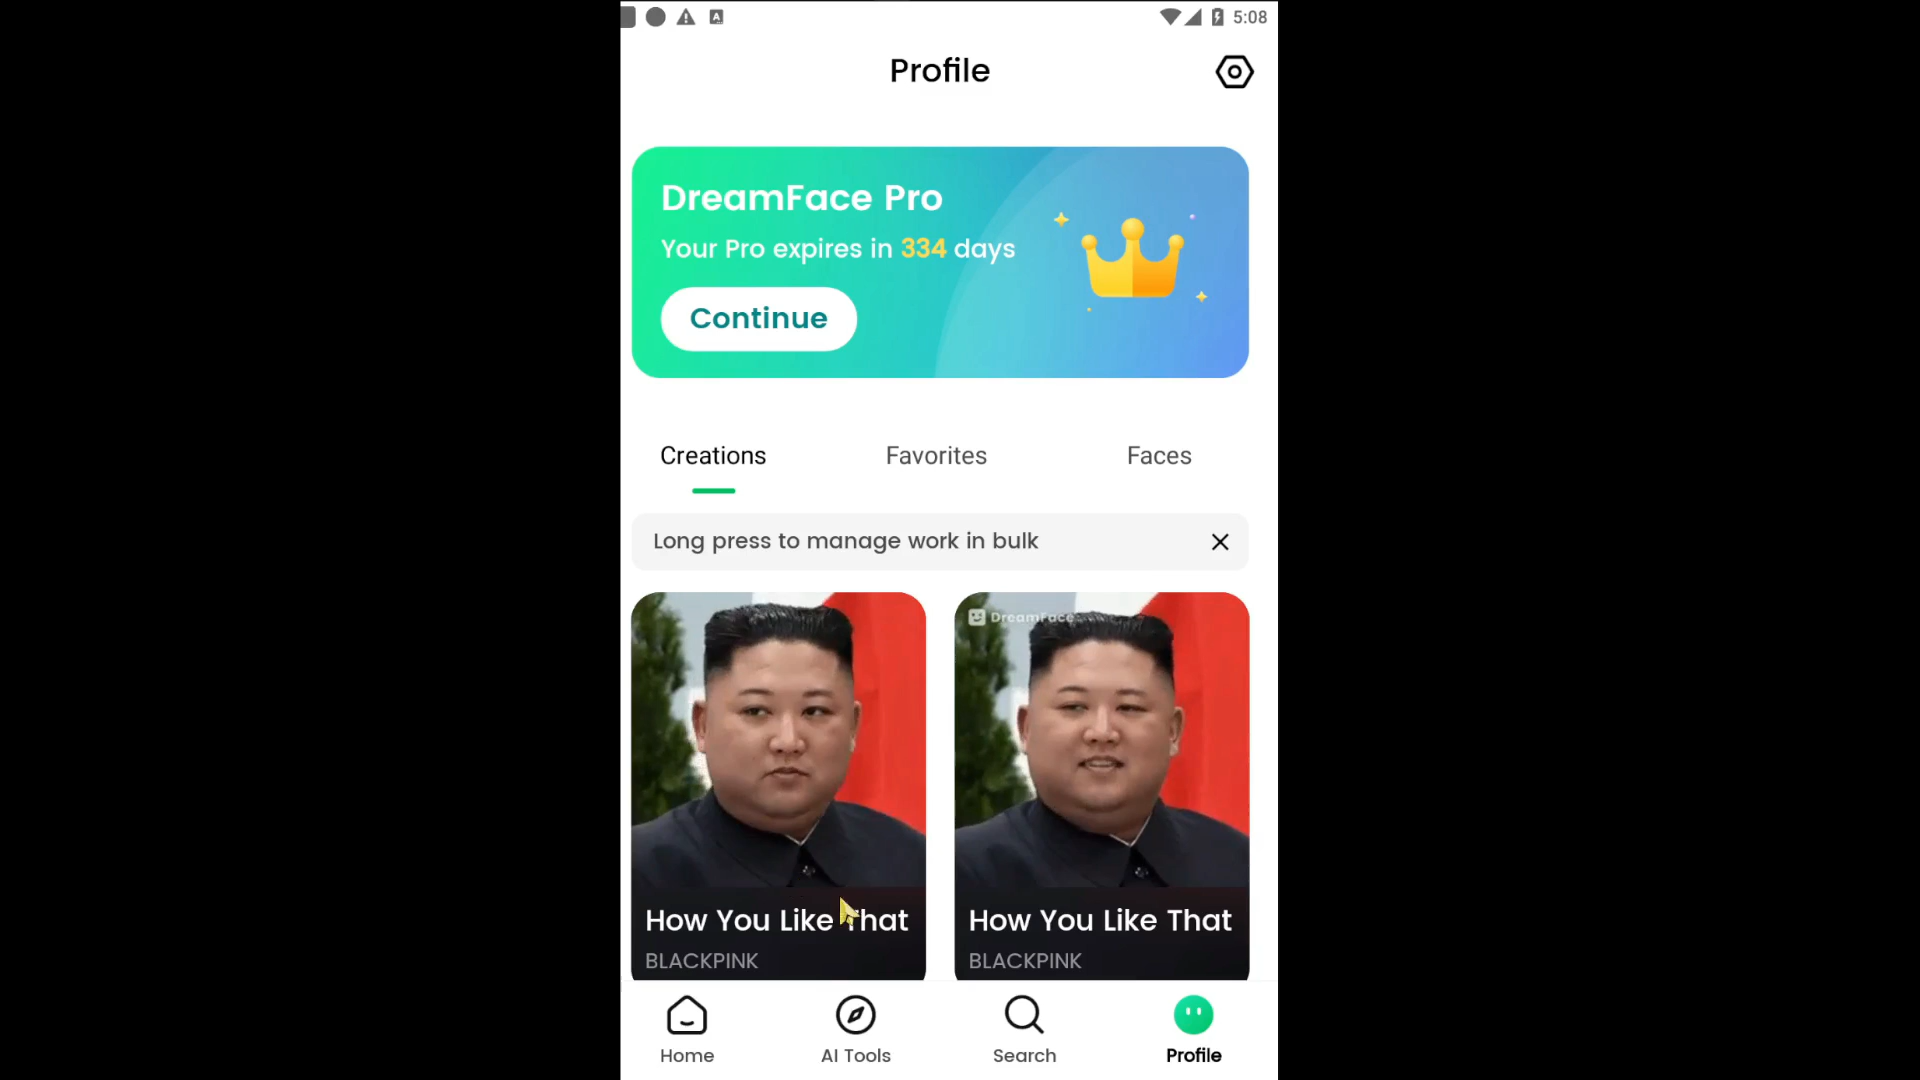 5:08
Profile
DreamFace Pro
Your Pro expires in 334 days
Continue
Creations Favorites Faces
Long press to manage work in bulk
DreamFace
How You Like That How You Like That
BLACKPINK BLACKPINK
Home AI Tools Search Profile